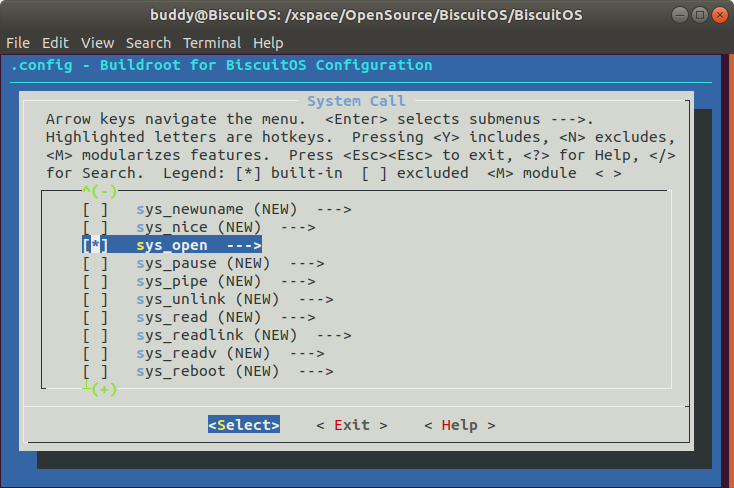 buddy@BiscuitOS: /xspace/OpenSource/BiscuitOS/BiscuitOS
File Edit View Search Terminal Help
.config - Buildroot for BiscuitOS Configuration
System Call
Arrow keys navigate the menu.  <Enter> selects submenus --->.
Highlighted letters are hotkeys.  Pressing <Y> includes, <N> excludes,
<M> modularizes features.  Press <Esc><Esc> to exit, <?> for Help, </>
for Search.  Legend: [*] built-in  [ ] excluded  <M> module  < >
^(-)
[ ]   sys_newuname (NEW)  --->
[ ]   sys_nice (NEW)  --->
[*]   sys_open  --->
[ ]   sys_pause (NEW)  --->
[ ]   sys_pipe (NEW)  --->
[ ]   sys_unlink (NEW)  --->
[ ]   sys_read (NEW)  --->
[ ]   sys_readlink (NEW)  --->
[ ]   sys_readv (NEW)  --->
[ ]   sys_reboot (NEW)  --->
┴(+)
<Select>    < Exit >    < Help >